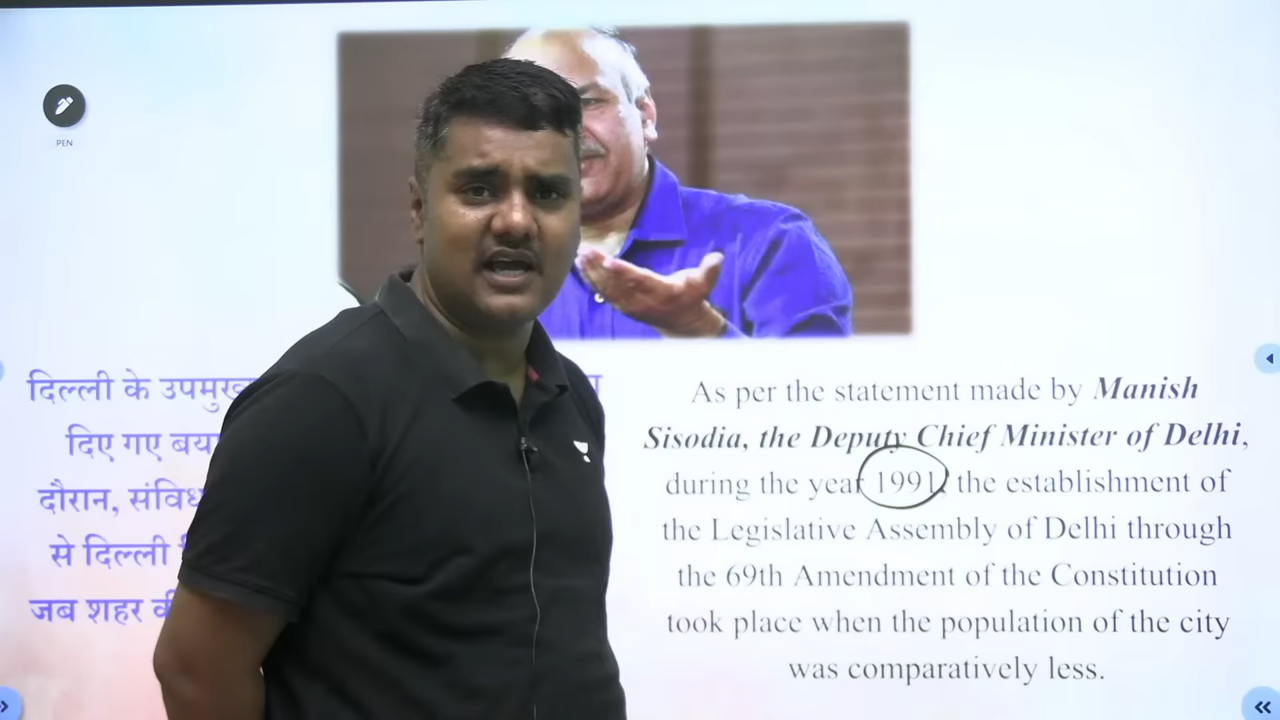 PEN
दिल्ली के
दिए गए
दौरान,
से दिल्ली
जब शहर
As per the statement made by Manish
Sisodia, the Deputy Chief Minister of Delhi,
during the year 1991, the establishment of
the Legislative Assembly of Delhi through
the 69th Amendment of the Constitution
took place when the population of the city
was comparatively less.